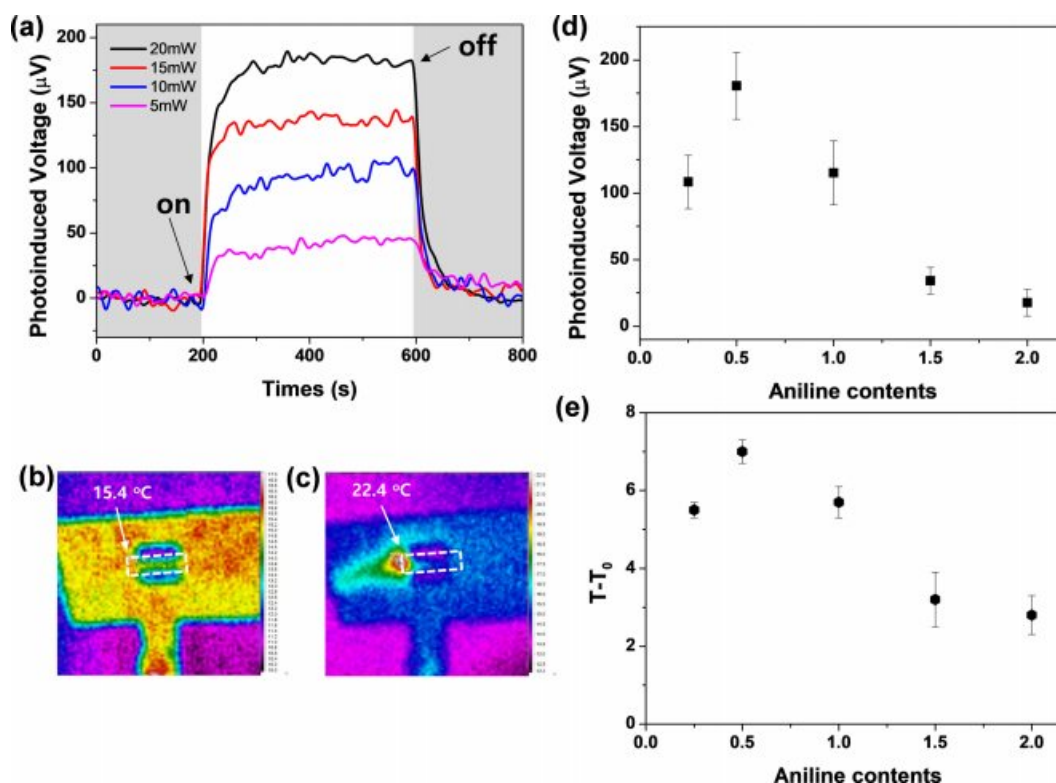 (a)
200
150
100
50
0
Photoinduced Voltage (μV)
20mW
15mW
10mW
5mW
on
off
0
200
400
600
800
Times (s)
(b)
15.4 °C
(c)
22.4 °C
(d)
200
150
100
50
0
Photoinduced Voltage (μV)
0.0
0.5
1.0
1.5
2.0
Aniline contents
(e)
8
6
4
2
0
T-T₀
0.0
0.5
1.0
1.5
2.0
Aniline contents